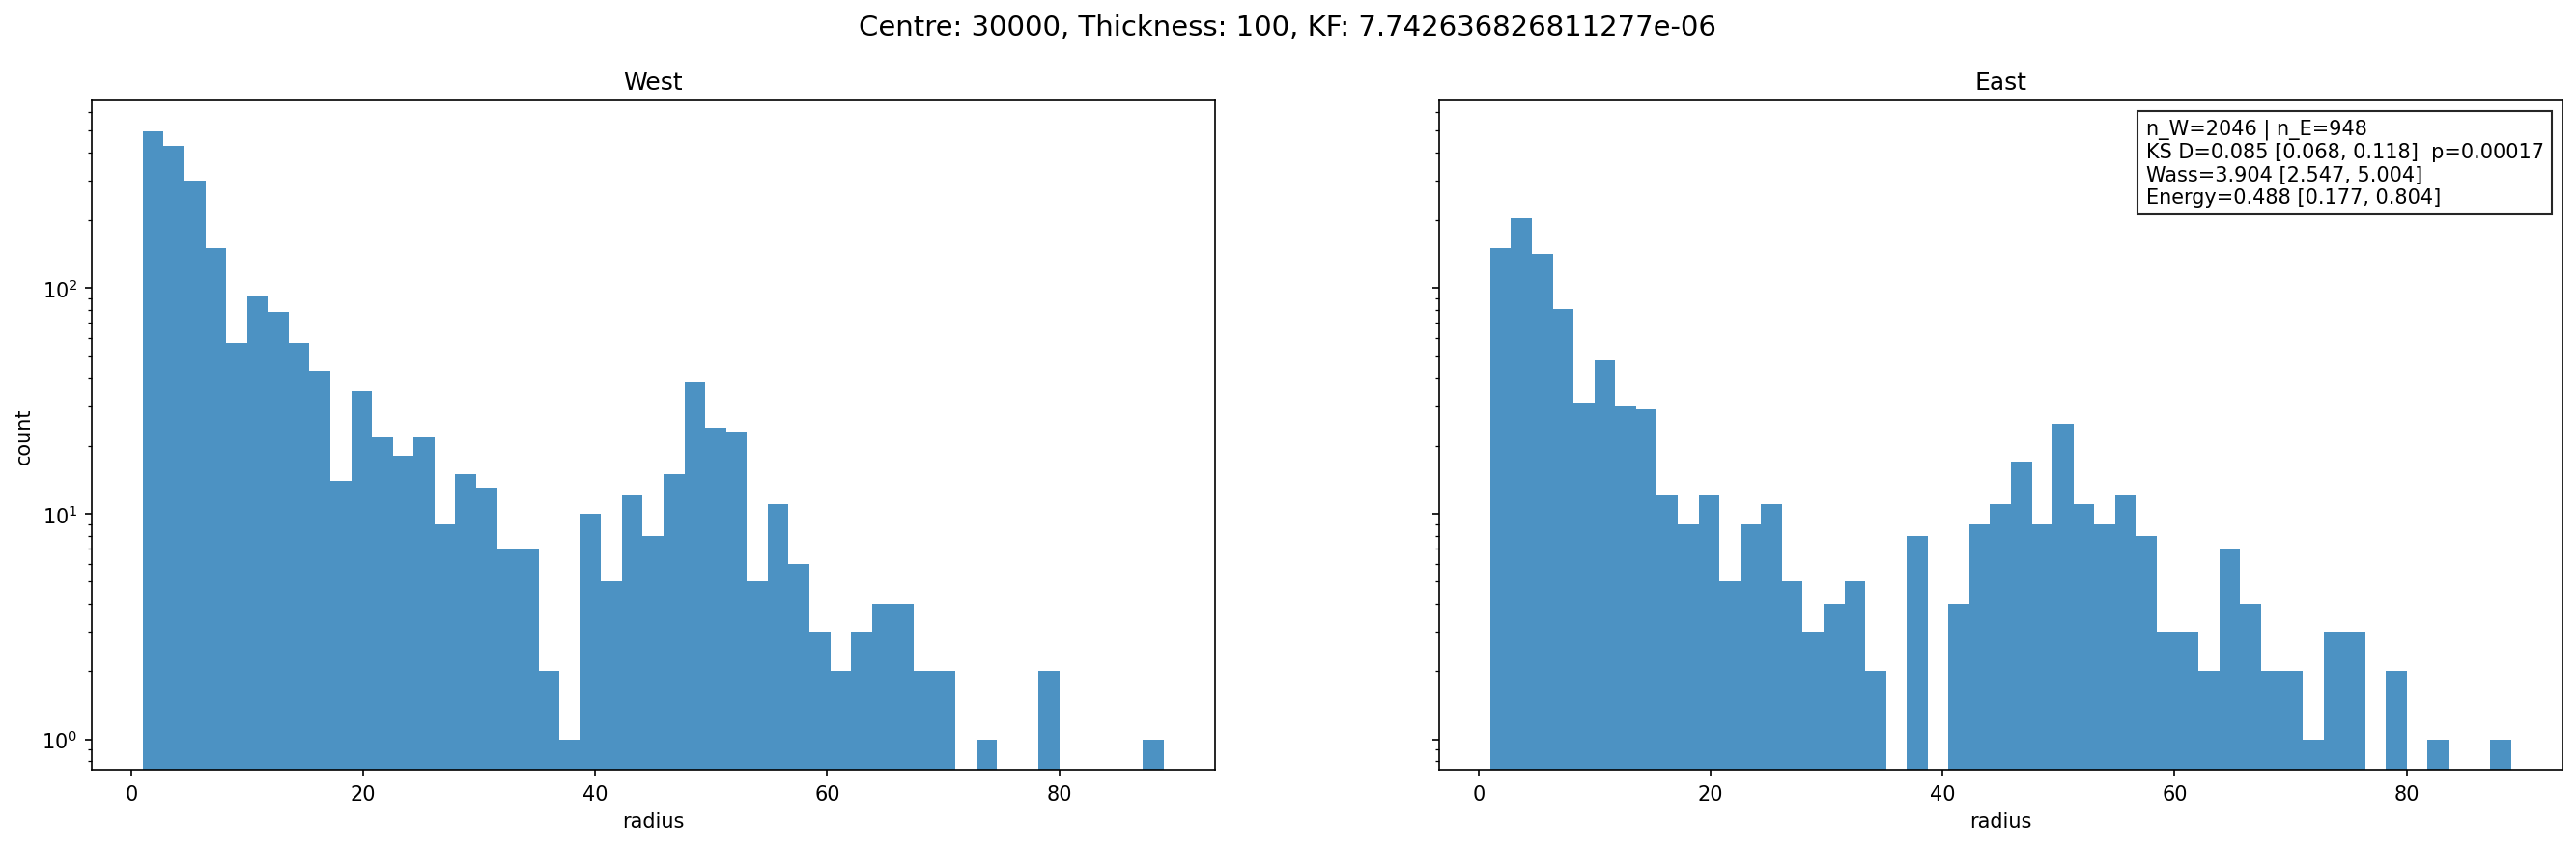 Centre: 30000, Thickness: 100, KF: 7.742636826811277e-06
West
count
10²
10¹
10⁰
0 20 40 60 80
radius
East
n_W=2046 | n_E=948
KS D=0.085 [0.068, 0.118]  p=0.00017
Wass=3.904 [2.547, 5.004]
Energy=0.488 [0.177, 0.804]
0 20 40 60 80
radius